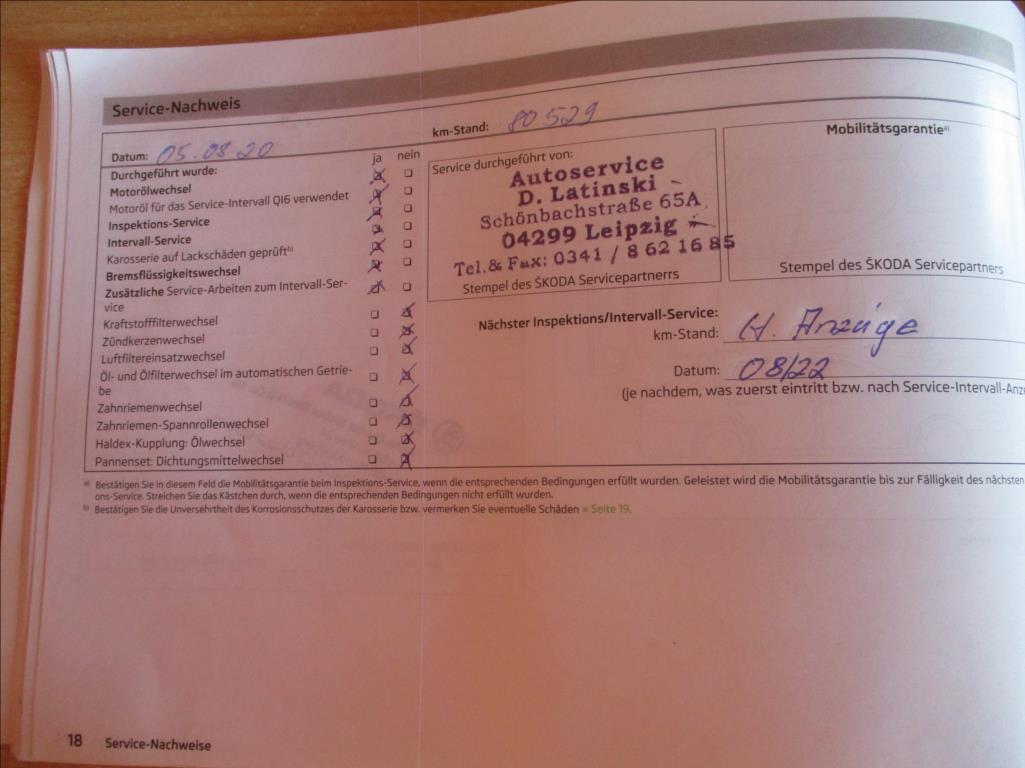 Service-Nachweis
Datum: 05.08.20
km-Stand: 80529
ja nein
Durchgeführt wurde:
Motorölwechsel
Motoröl für das Service-Intervall QI6 verwendet
Inspektions-Service
Intervall-Service
Karosserie auf Lackschäden geprüft b)
Bremsflüssigkeitswechsel
Zusätzliche Service-Arbeiten zum Intervall-Ser-
vice
Kraftstofffilterwechsel
Zündkerzenwechsel
Luftfiltereinsatzwechsel
Öl- und Ölfilterwechsel im automatischen Getrie-
be
Zahnriemenwechsel
Zahnriemen-Spannrollenwechsel
Haldex-Kupplung: Ölwechsel
Pannenset: Dichtungsmittelwechsel
Service durchgeführt von:
Autoservice
D. Latinski
Schönbachstraße 65A
04299 Leipzig
Tel.& Fax: 0341 / 8 62 16 85
Stempel des ŠKODA Servicepartnerrs
Mobilitätsgarantie a)
Stempel des ŠKODA Servicepartners
Nächster Inspektions/Intervall-Service:
km-Stand: lt. Anzeige
Datum: 08/22
(je nachdem, was zuerst eintritt bzw. nach Service-Intervall-Anz
a) Bestätigen Sie in diesem Feld die Mobilitätsgarantie beim Inspektions-Service, wenn die entsprechenden Bedingungen erfüllt wurden. Geleistet wird die Mobilitätsgarantie bis zur Fälligkeit des nächsten
ons-Service. Streichen Sie das Kästchen durch, wenn die entsprechenden Bedingungen nicht erfüllt wurden.
b) Bestätigen Sie die Unversehrtheit des Korrosionsschutzes der Karosserie bzw. vermerken Sie eventuelle Schäden » Seite 19.
18 Service-Nachweise